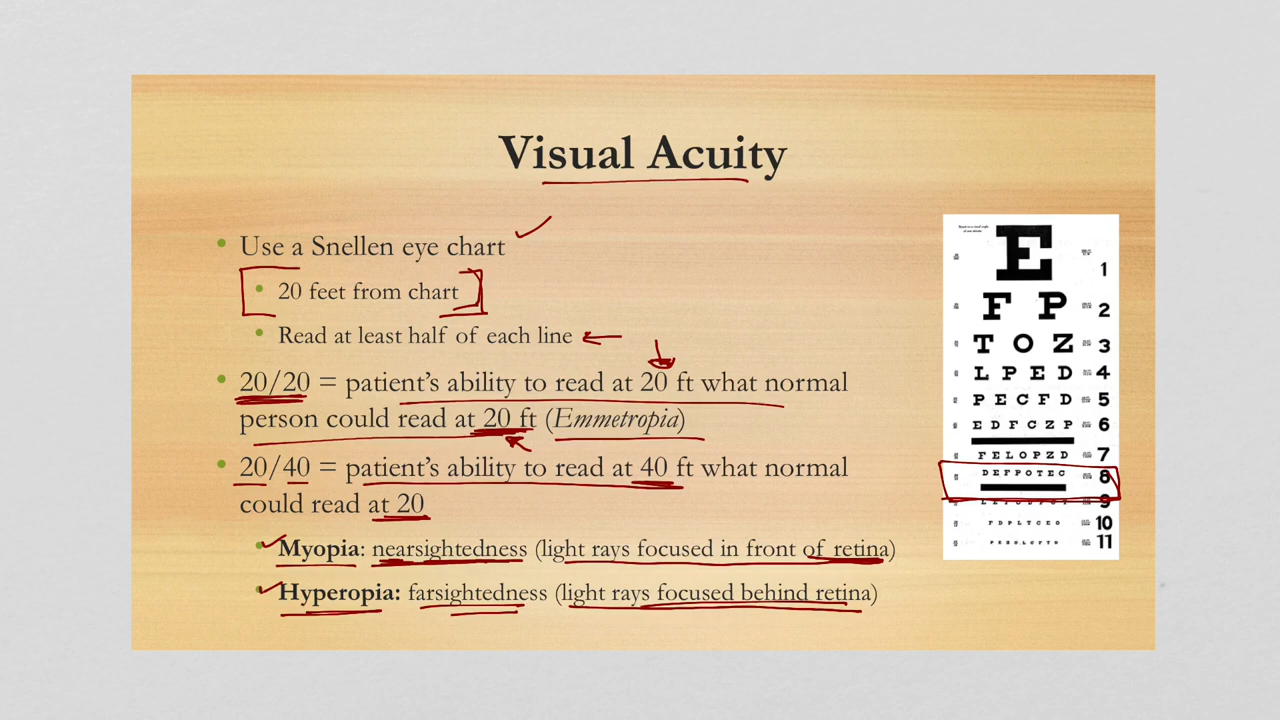 Visual Acuity
• Use a Snellen eye chart
• 20 feet from chart
• Read at least half of each line
• 20/20 = patient's ability to read at 20 ft what normal
person could read at 20 ft (Emmetropia)
• 20/40 = patient's ability to read at 40 ft what normal
could read at 20
• Myopia: nearsightedness (light rays focused in front of retina)
• Hyperopia: farsightedness (light rays focused behind retina)
E 1
F P 2
T O Z 3
L P E D 4
P E C F D 5
E D F C Z P 6
F E L O P Z D 7
D E F P O T E C 8
9
F D P L T C E O 10
11